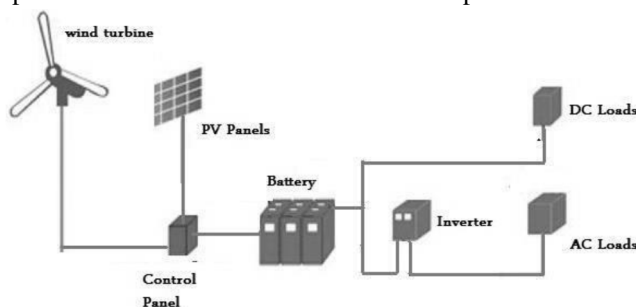 wind turbine
DC Loads
PV Panels
Battery
Inverter
AC Loads
Control
Panel